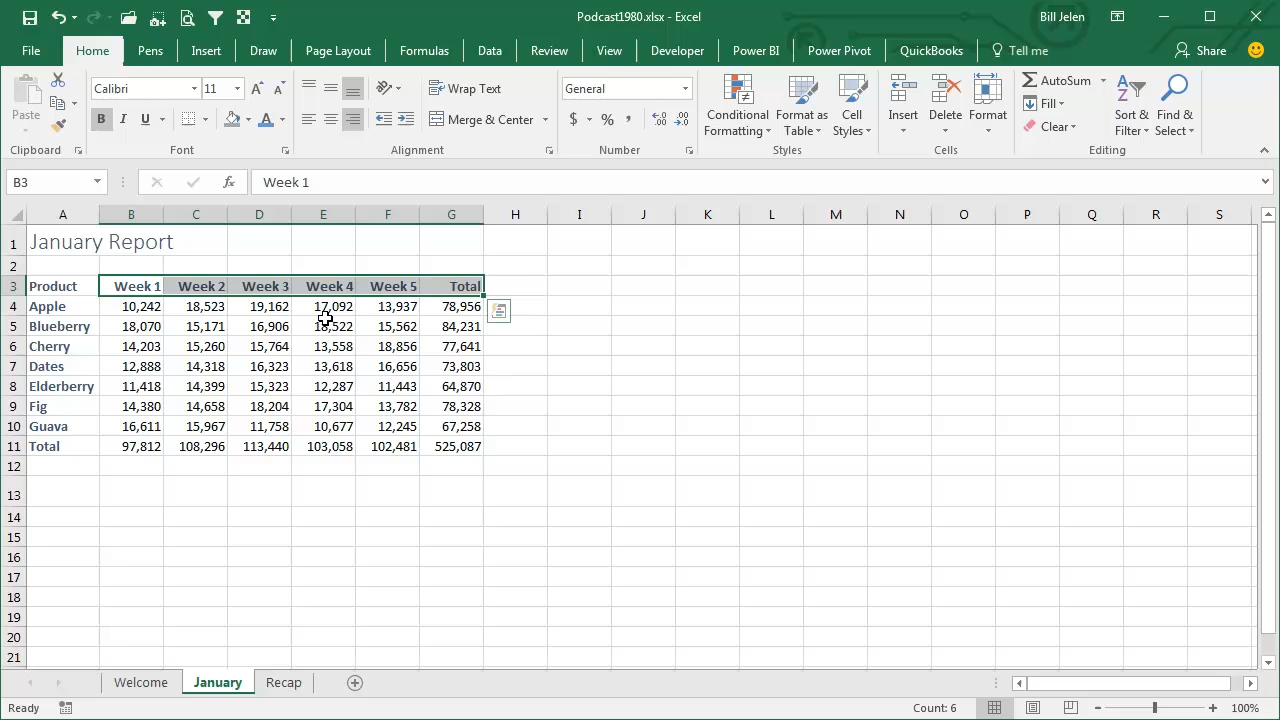 Podcast1980.xlsx - Excel
Bill Jelen
File Home Pens Insert Draw Page Layout Formulas Data Review View Developer Power BI Power Pivot QuickBooks Tell me Share
Paste
Clipboard
Calibri 11
B I U A
Font
Wrap Text
Merge & Center
Alignment
General
$ % ,
Number
Conditional Formatting
Format as Table
Cell Styles
Styles
Insert Delete Format
Cells
AutoSum
Fill
Clear
Sort & Filter
Find & Select
Editing
B3 fx Week 1
A B C D E F G H I J K L M N O P Q R S
1 January Report
2
3 Product Week 1 Week 2 Week 3 Week 4 Week 5 Total
4 Apple 10,242 18,523 19,162 17,092 13,937 78,956
5 Blueberry 18,070 15,171 16,906 18,522 15,562 84,231
6 Cherry 14,203 15,260 15,764 13,558 18,856 77,641
7 Dates 12,888 14,318 16,323 13,618 16,656 73,803
8 Elderberry 11,418 14,399 15,323 12,287 11,443 64,870
9 Fig 14,380 14,658 18,204 17,304 13,782 78,328
10 Guava 16,611 15,967 11,758 10,677 12,245 67,258
11 Total 97,812 108,296 113,440 103,058 102,481 525,087
12
13
14
15
16
17
18
19
20
21
Welcome January Recap
Ready Count: 6 100%